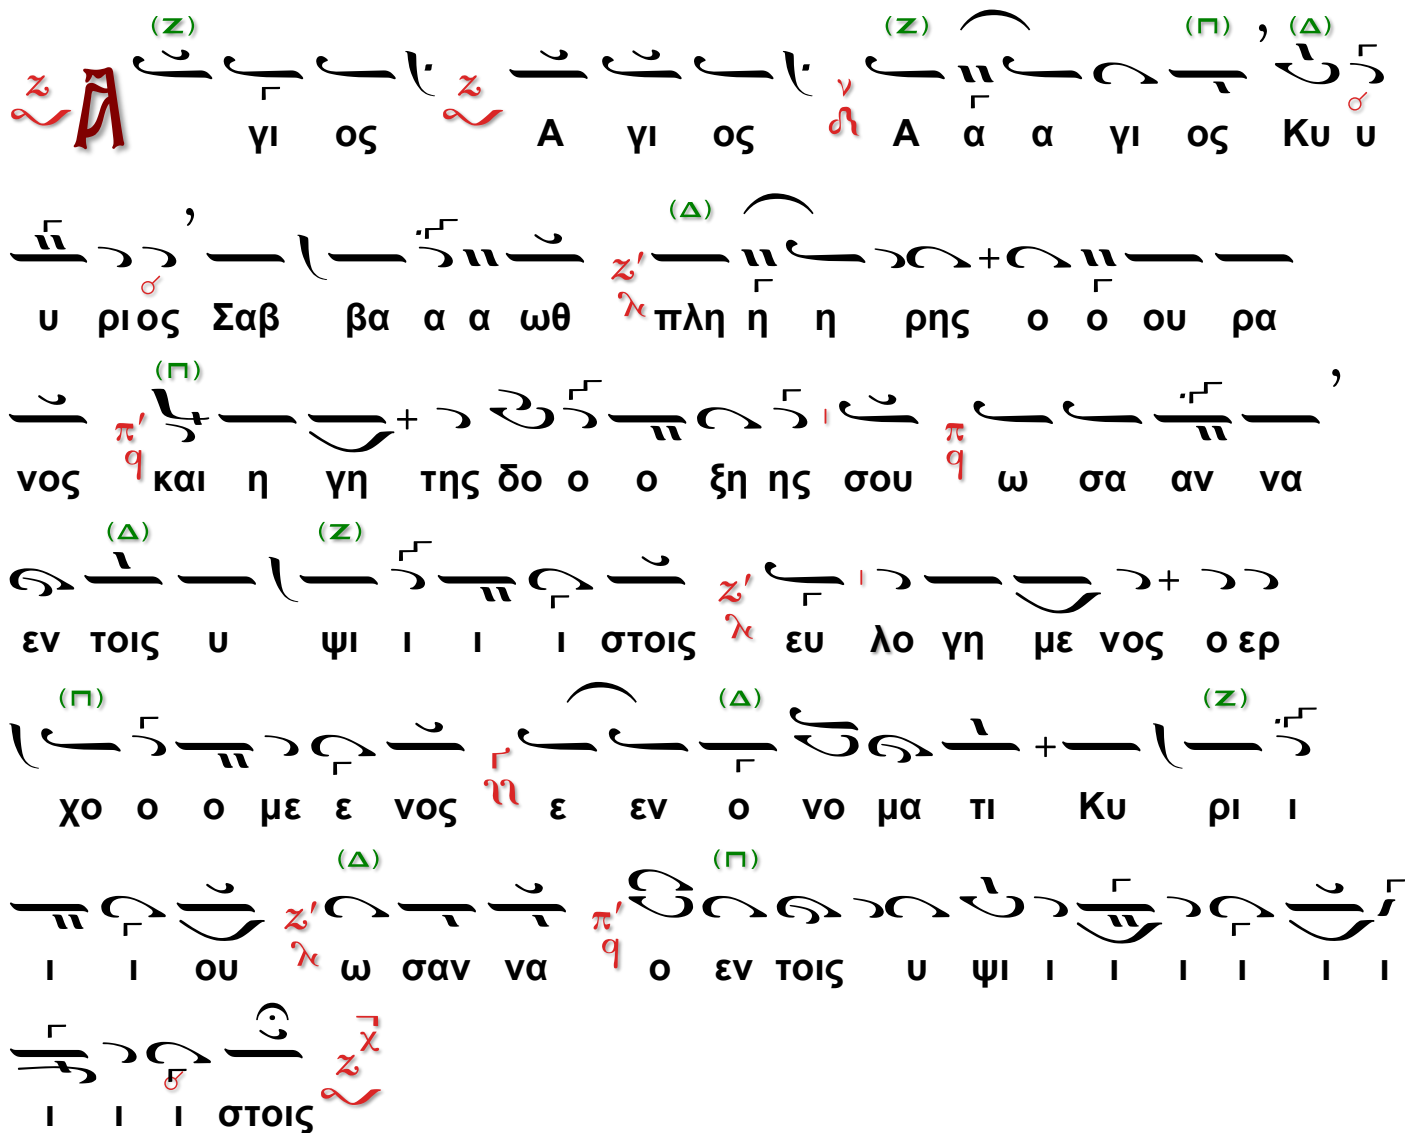 Α γι ος Α γι ος Α α α γι ος Κυ υ
υ ρι ος Σαβ βα α α ωθ πλη η η ρης ο ο ου ρα
νος και η γη της δο ο ο ξη ης σου ω σα αν να
εν τοις υ ψι ι ι ι στοις ευ λο γη με νος ο ερ
χο ο ο με ε νος ε εν ο νο μα τι Κυ ρι ι
ι ι ου ω σαν να ο εν τοις υ ψι ι ι ι ι ι ι
ι ι ι στοις